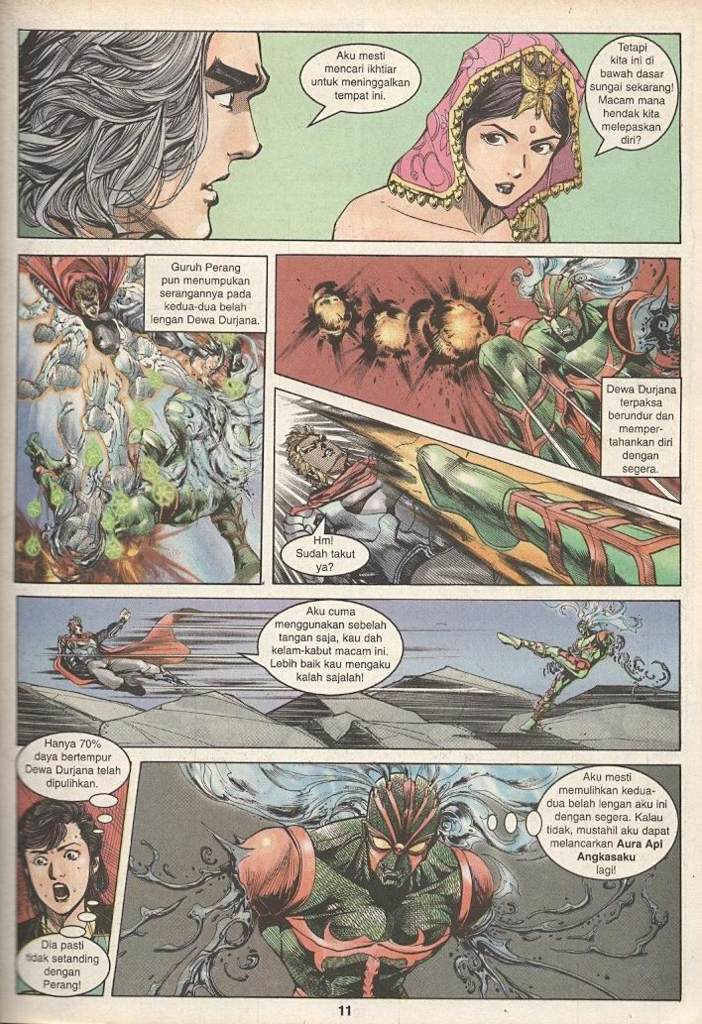 Aku mesti
mencari ikhtiar
untuk meninggalkan
tempat ini.
Tetapi
kita ini di
bawah dasar
sungai sekarang!
Macam mana
hendak kita
melepaskan
diri?
Guruh Perang
pun menumpukan
serangannya pada
kedua-dua belah
lengan Dewa Durjana.
Dewa Durjana
terpaksa
berundur dan
memper-
tahankan diri
dengan
segera.
Hm!
Sudah takut
ya?
Aku cuma
menggunakan sebelah
tangan saja, kau dah
kelam-kabut macam ini.
Lebih baik kau mengaku
kalah sajalah!
Hanya 70%
daya bertempur
Dewa Durjana telah
dipulihkan.
Dia pasti
tidak setanding
dengan
Perang!
Aku mesti
memulihkan kedua-
dua belah lengan aku ini
dengan segera. Kalau
tidak, mustahil aku dapat
melancarkan Aura Api
Angkasaku
lagi!
11